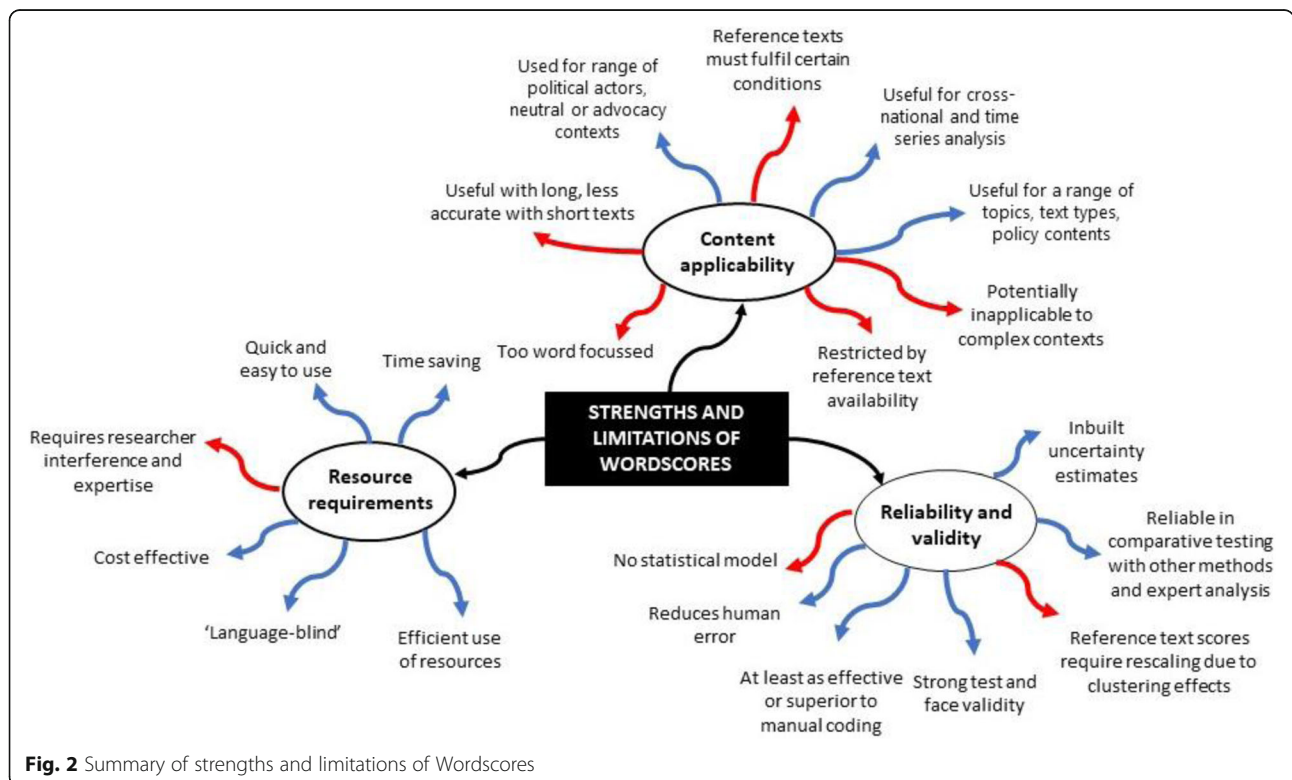 Reference texts
must fulfil certain
conditions
Used for range of
political actors,
neutral or advocacy
contexts
Useful for cross-
national and time
series analysis
Useful with long, less
accurate with short texts
Content
applicability
Useful for a range of
topics, text types,
policy contents
Potentially
inapplicable to
complex contexts
Too word focussed
Restricted by
reference text
availability
Quick and
easy to use
Time saving
STRENGTHS AND
LIMITATIONS OF
WORDSCORES
Requires researcher
interference and
expertise
Resource
requirements
Cost effective
'Language-blind'
Efficient use
of resources
Inbuilt
uncertainty
estimates
Reliability and
validity
Reliable in
comparative testing
with other methods
and expert analysis
No statistical model
Reduces human
error
At least as effective
or superior to
manual coding
Strong test and
face validity
Reference text scores
require rescaling due to
clustering effects
Fig. 2 Summary of strengths and limitations of Wordscores